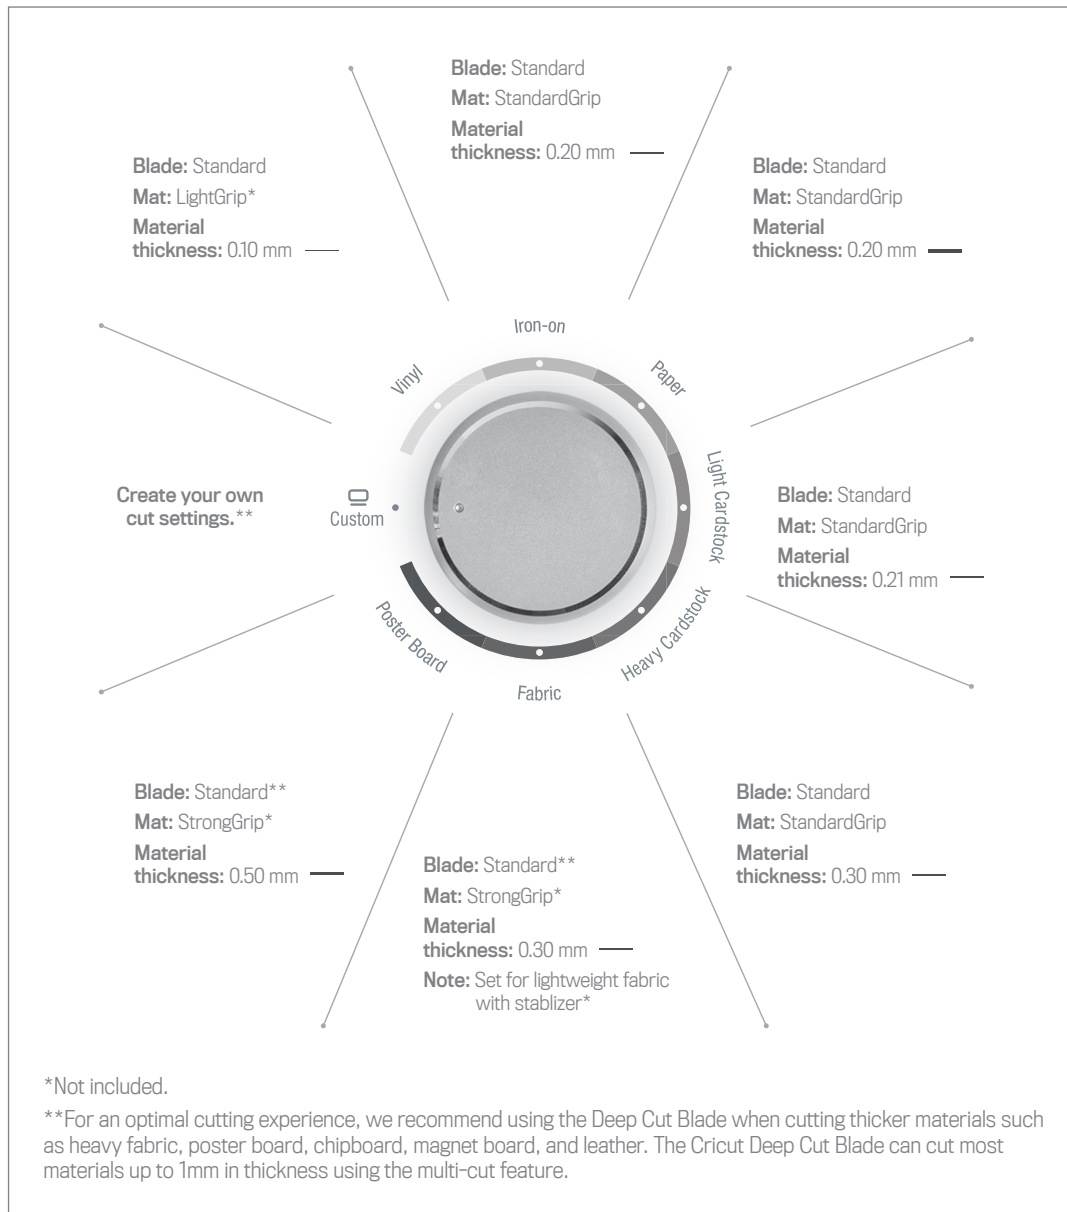 Blade: Standard
Mat: StandardGrip
Material
thickness: 0.20 mm
Blade: Standard
Mat: LightGrip*
Material
thickness: 0.10 mm
Blade: Standard
Mat: StandardGrip
Material
thickness: 0.20 mm
Iron-on
Vinyl
Paper
Light Cardstock
Create your own
cut settings.**
Custom
Blade: Standard
Mat: StandardGrip
Material
thickness: 0.21 mm
Poster Board
Heavy Cardstock
Fabric
Blade: Standard**
Mat: StrongGrip*
Material
thickness: 0.50 mm
Blade: Standard**
Mat: StrongGrip*
Material
thickness: 0.30 mm
Note: Set for lightweight fabric
with stablizer*
Blade: Standard
Mat: StandardGrip
Material
thickness: 0.30 mm
*Not included.
**For an optimal cutting experience, we recommend using the Deep Cut Blade when cutting thicker materials such
as heavy fabric, poster board, chipboard, magnet board, and leather. The Cricut Deep Cut Blade can cut most
materials up to 1mm in thickness using the multi-cut feature.